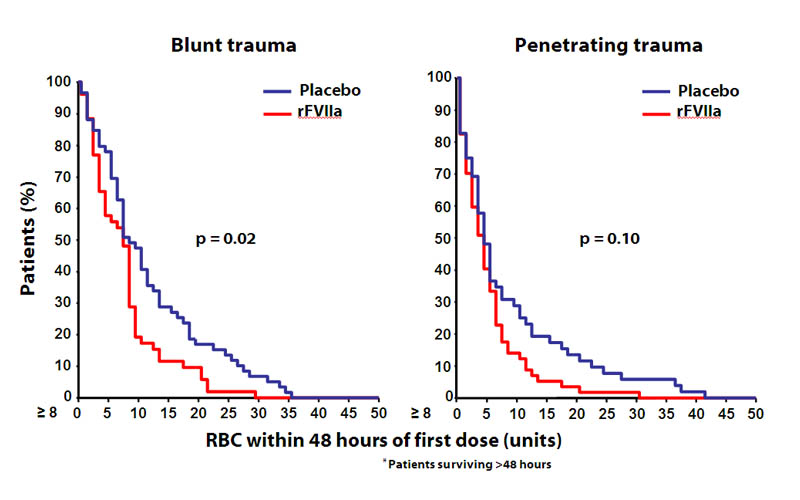 Blunt trauma
Penetrating trauma
Placebo
rFVIIa
Placebo
rFVIIa
Patients (%)
100
90
80
70
60
50
40
30
20
10
0
p = 0.02
100
90
80
70
60
50
40
30
20
10
0
p = 0.10
0 5 10 15 20 25 30 35 40 45 50
0 5 10 15 20 25 30 35 40 45 50
≥ 8
≥ 8
RBC within 48 hours of first dose (units)
*Patients surviving >48 hours